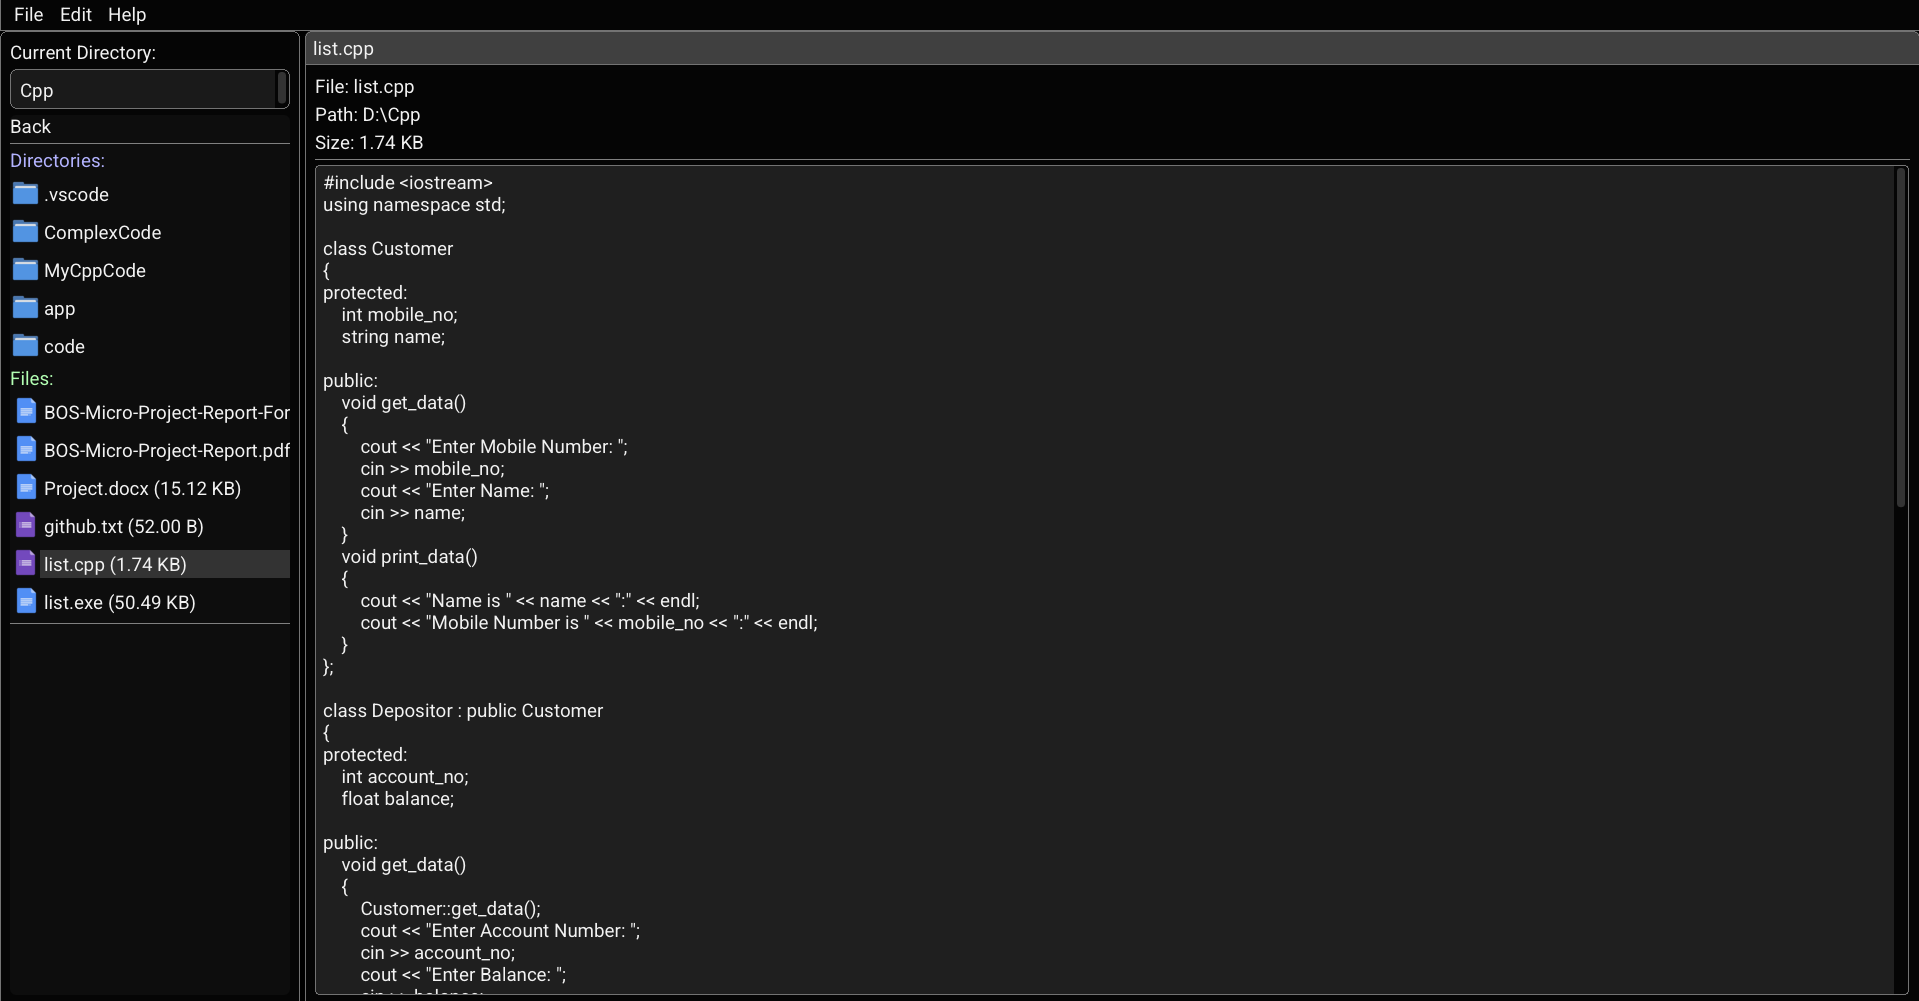 File Edit Help
Current Directory:
Cpp
Back
Directories:
.vscode
ComplexCode
MyCppCode
app
code
Files:
BOS-Micro-Project-Report-For
BOS-Micro-Project-Report.pdf
Project.docx (15.12 KB)
github.txt (52.00 B)
list.cpp (1.74 KB)
list.exe (50.49 KB)
list.cpp
File: list.cpp
Path: D:\Cpp
Size: 1.74 KB
#include <iostream>
using namespace std;

class Customer
{
protected:
    int mobile_no;
    string name;

public:
    void get_data()
    {
        cout << "Enter Mobile Number: ";
        cin >> mobile_no;
        cout << "Enter Name: ";
        cin >> name;
    }
    void print_data()
    {
        cout << "Name is " << name << ":" << endl;
        cout << "Mobile Number is " << mobile_no << ":" << endl;
    }
};

class Depositor : public Customer
{
protected:
    int account_no;
    float balance;

public:
    void get_data()
    {
        Customer::get_data();
        cout << "Enter Account Number: ";
        cin >> account_no;
        cout << "Enter Balance: ";